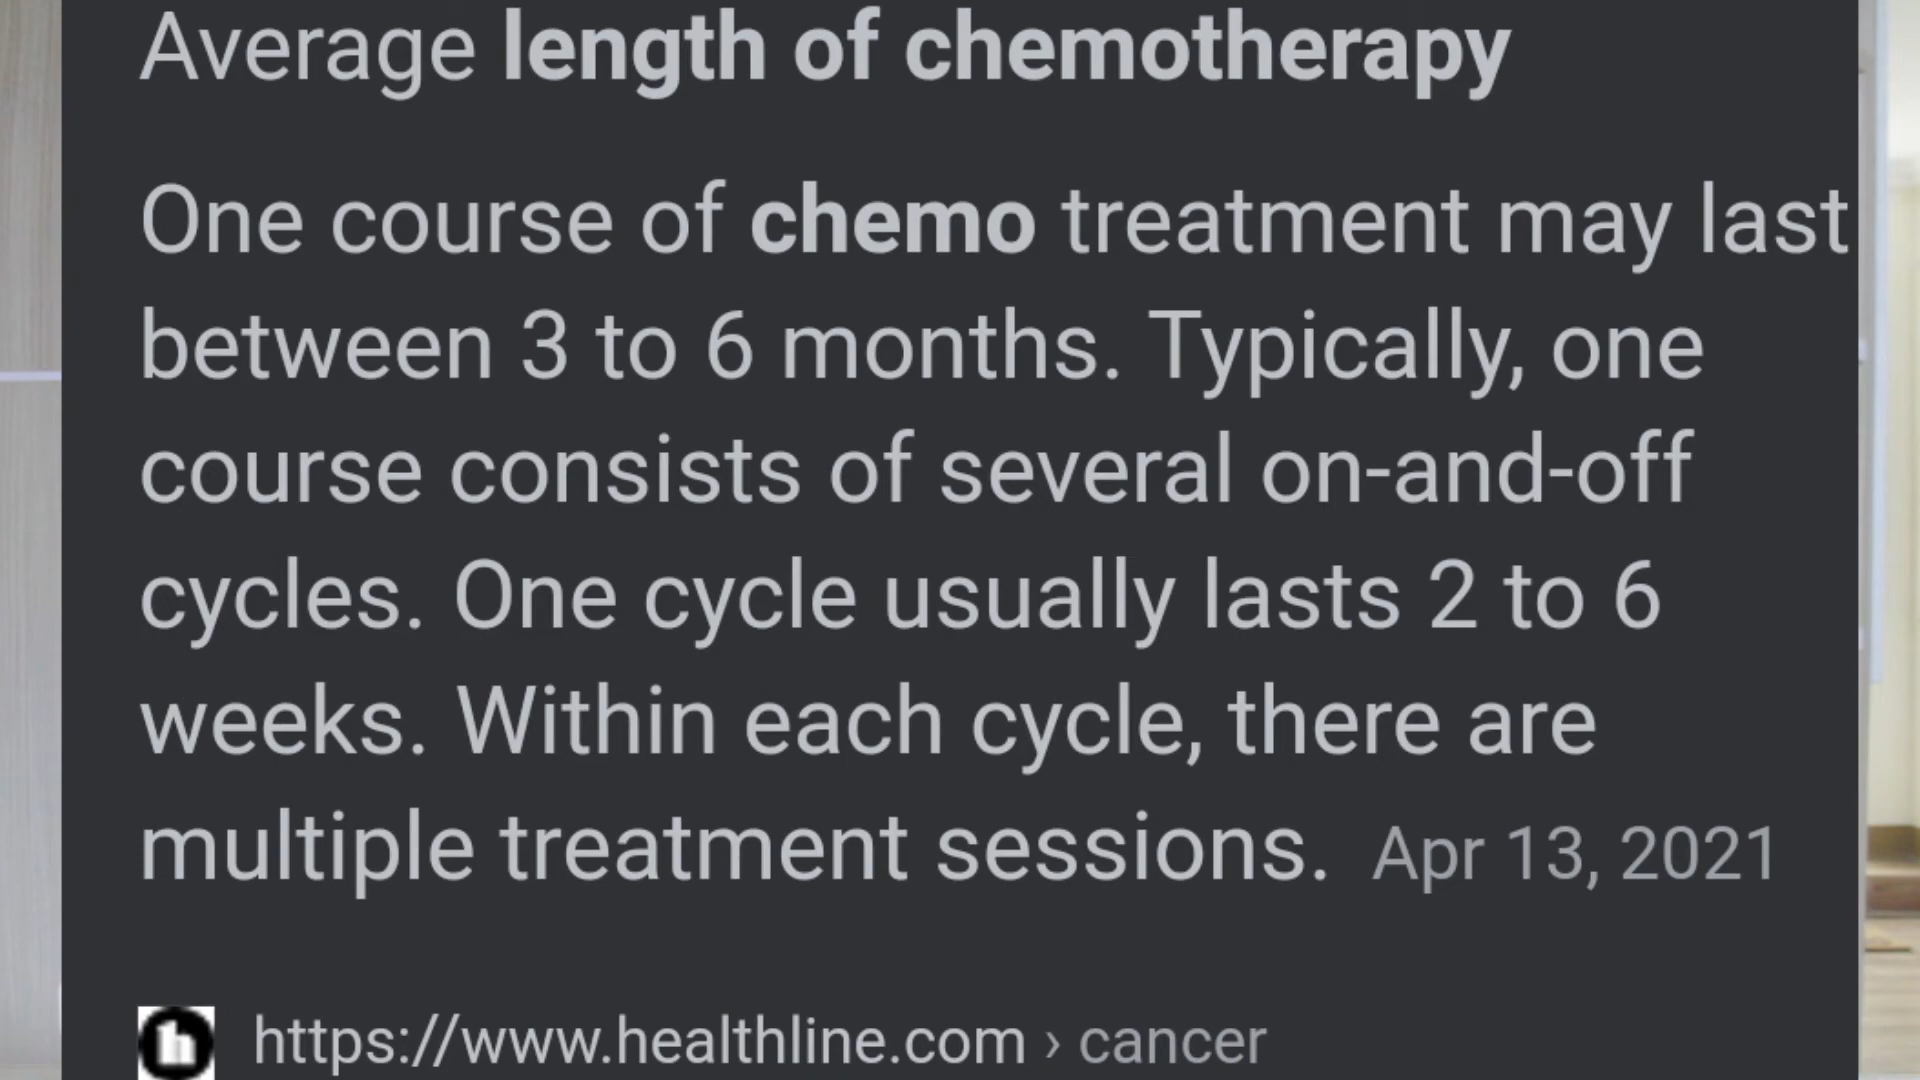 Average length of chemotherapy
One course of chemo treatment may last
between 3 to 6 months. Typically, one
course consists of several on-and-off
cycles. One cycle usually lasts 2 to 6
weeks. Within each cycle, there are
multiple treatment sessions. Apr 13, 2021
h https://www.healthline.com › cancer